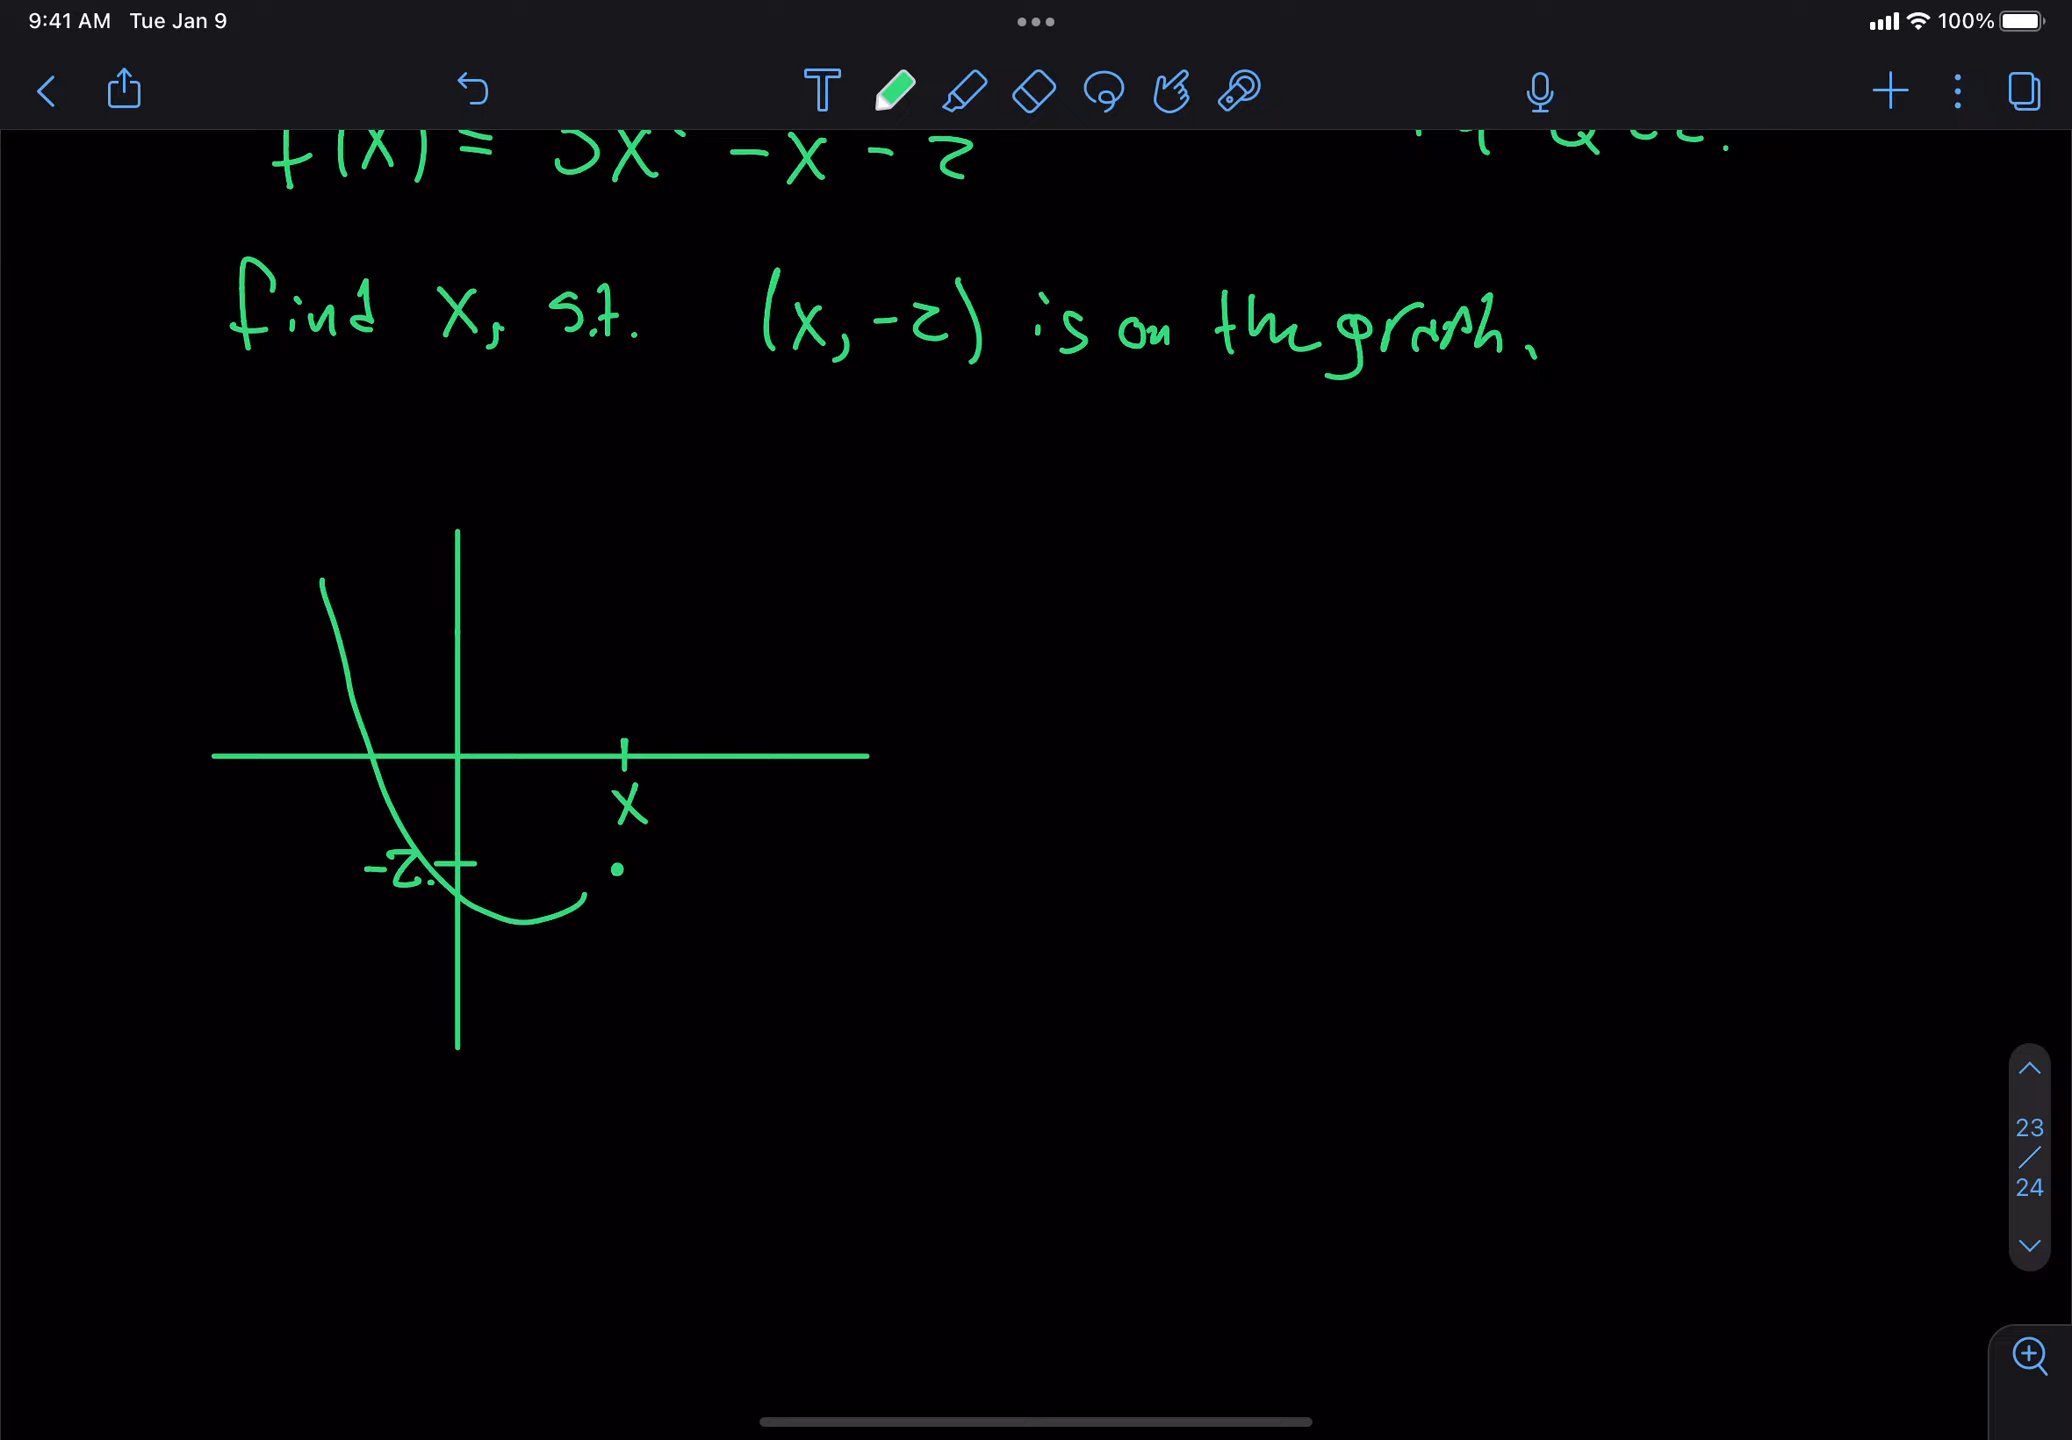 9:41 AM Tue Jan 9
100%
f(x) = 3x² - x - 2
find x, s.t. (x, -2) is on the graph.
x
-2
23
24